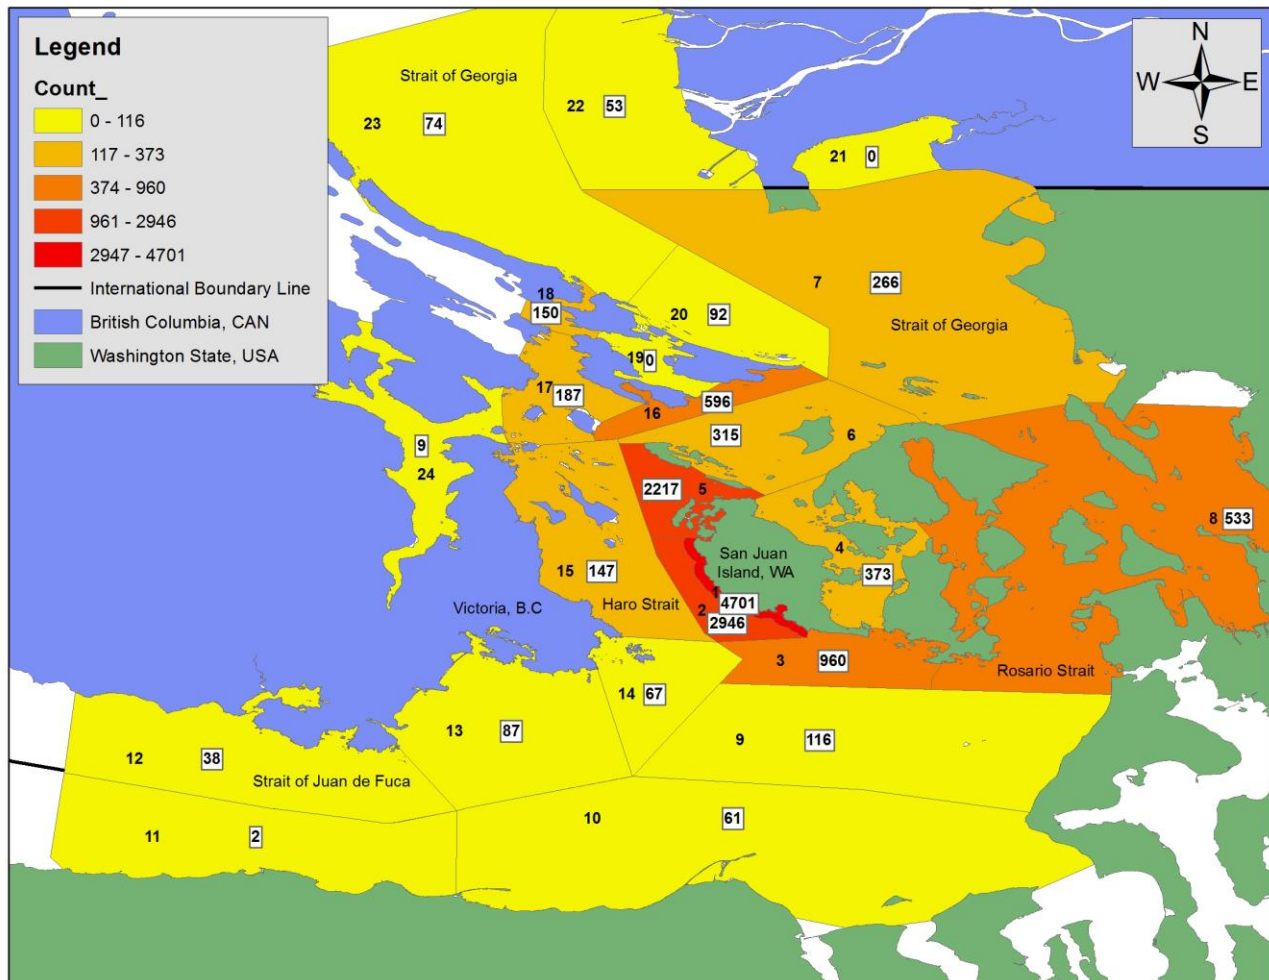 Legend
Count_
0 - 116
117 - 373
374 - 960
961 - 2946
2947 - 4701
International Boundary Line
British Columbia, CAN
Washington State, USA
N
W E
S
Strait of Georgia
22 53
23 74
21 0
7 266
Strait of Georgia
18
150
20 92
19 0
17 187
596
16
315 6
9
24
2217 5
8 533
4
373
San Juan
Island, WA
15 147
1
4701
2
2946
Victoria, B.C
Haro Strait
3 960
Rosario Strait
14 67
13 87
9 116
12 38
Strait of Juan de Fuca
10 61
11 2